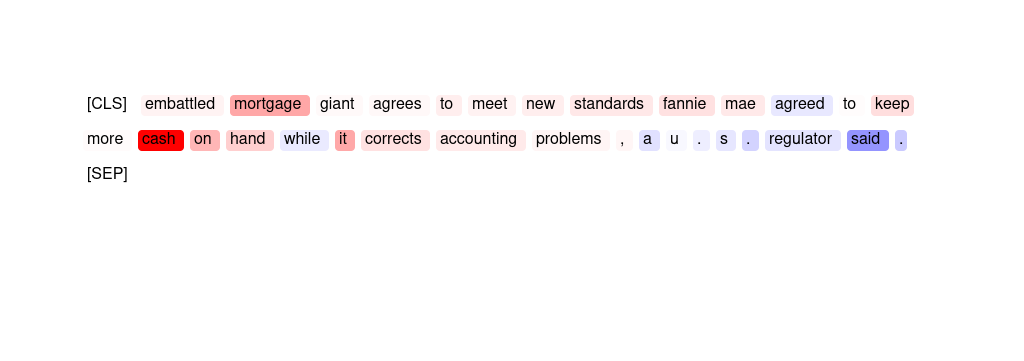 [CLS] embattled mortgage giant agrees to meet new standards fannie mae agreed to keep
more cash on hand while it corrects accounting problems , a u . s . regulator said .
[SEP]